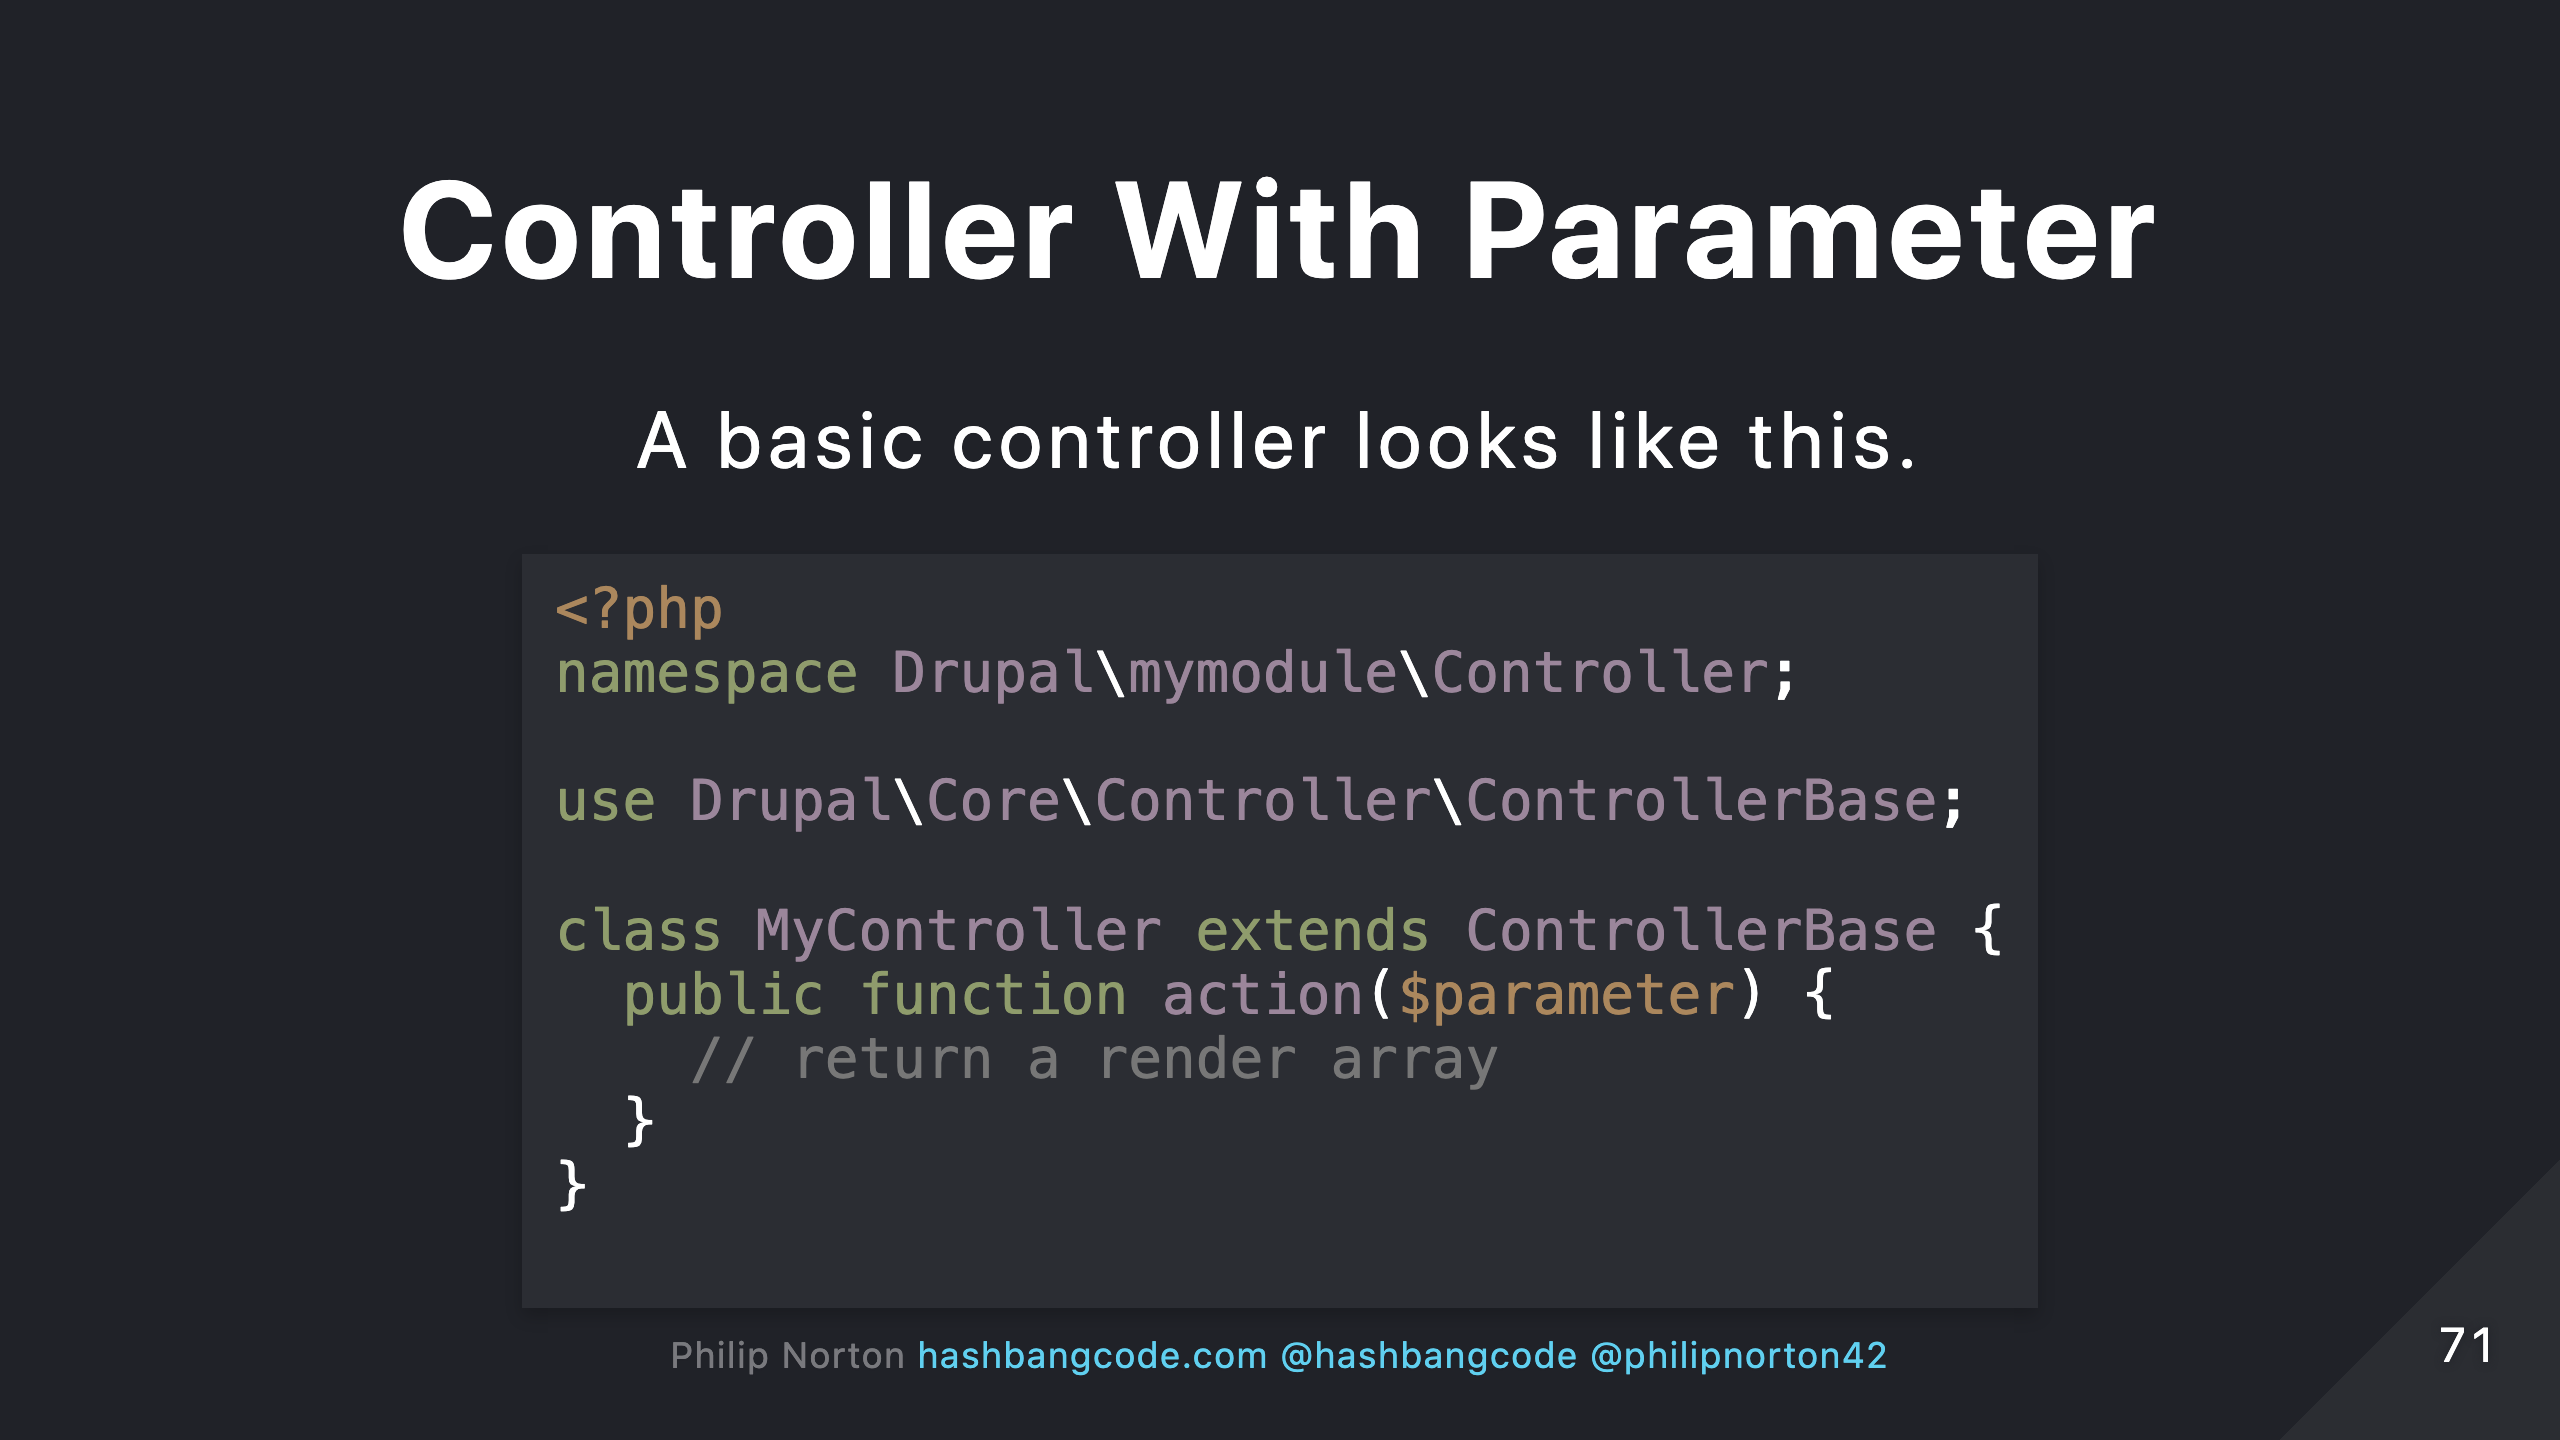 Controller With Parameter
A basic controller looks like this.
<?php
namespace Drupal\mymodule\Controller;

use Drupal\Core\Controller\ControllerBase;

class MyController extends ControllerBase {
  public function action($parameter) {
    // return a render array
  }
}
Philip Norton hashbangcode.com @hashbangcode @philipnorton42
71